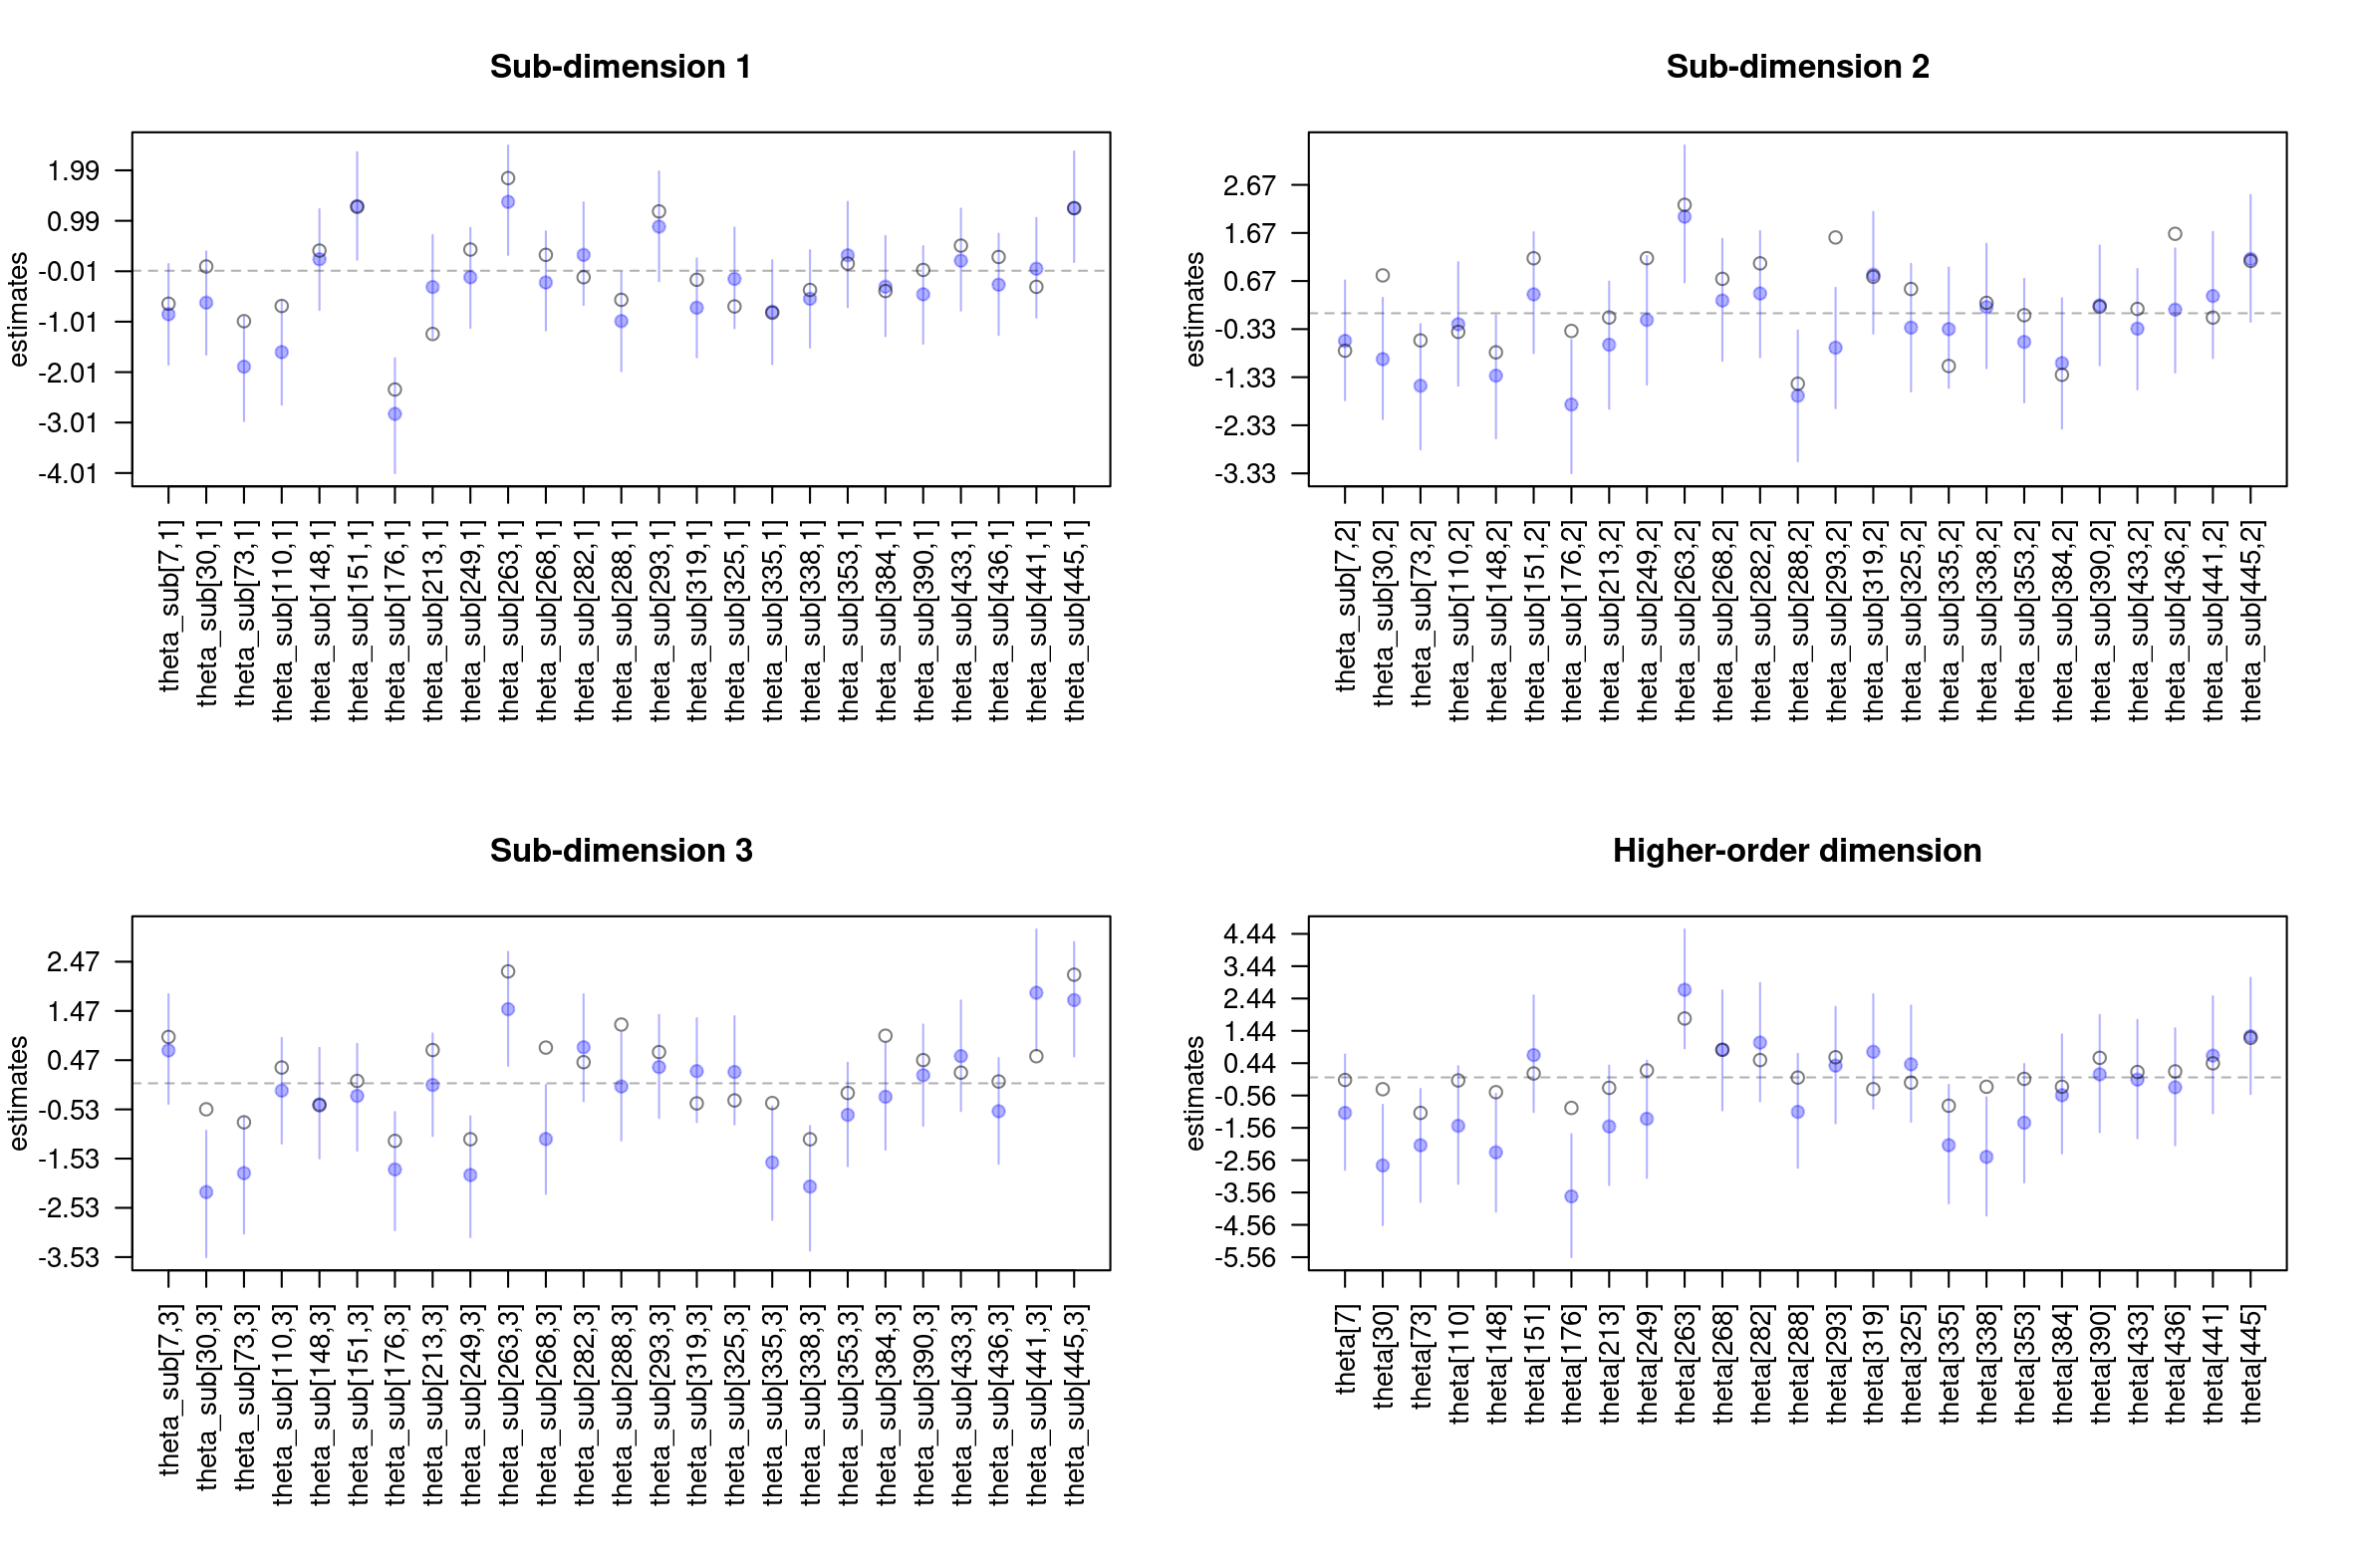 Sub-dimension 1
estimates
1.99
0.99
-0.01
-1.01
-2.01
-3.01
-4.01
theta_sub[7,1]
theta_sub[30,1]
theta_sub[73,1]
theta_sub[110,1]
theta_sub[148,1]
theta_sub[151,1]
theta_sub[176,1]
theta_sub[213,1]
theta_sub[249,1]
theta_sub[263,1]
theta_sub[268,1]
theta_sub[282,1]
theta_sub[288,1]
theta_sub[293,1]
theta_sub[319,1]
theta_sub[325,1]
theta_sub[335,1]
theta_sub[338,1]
theta_sub[353,1]
theta_sub[384,1]
theta_sub[390,1]
theta_sub[433,1]
theta_sub[436,1]
theta_sub[441,1]
theta_sub[445,1]
Sub-dimension 2
estimates
2.67
1.67
0.67
-0.33
-1.33
-2.33
-3.33
theta_sub[7,2]
theta_sub[30,2]
theta_sub[73,2]
theta_sub[110,2]
theta_sub[148,2]
theta_sub[151,2]
theta_sub[176,2]
theta_sub[213,2]
theta_sub[249,2]
theta_sub[263,2]
theta_sub[268,2]
theta_sub[282,2]
theta_sub[288,2]
theta_sub[293,2]
theta_sub[319,2]
theta_sub[325,2]
theta_sub[335,2]
theta_sub[338,2]
theta_sub[353,2]
theta_sub[384,2]
theta_sub[390,2]
theta_sub[433,2]
theta_sub[436,2]
theta_sub[441,2]
theta_sub[445,2]
Sub-dimension 3
estimates
2.47
1.47
0.47
-0.53
-1.53
-2.53
-3.53
theta_sub[7,3]
theta_sub[30,3]
theta_sub[73,3]
theta_sub[110,3]
theta_sub[148,3]
theta_sub[151,3]
theta_sub[176,3]
theta_sub[213,3]
theta_sub[249,3]
theta_sub[263,3]
theta_sub[268,3]
theta_sub[282,3]
theta_sub[288,3]
theta_sub[293,3]
theta_sub[319,3]
theta_sub[325,3]
theta_sub[335,3]
theta_sub[338,3]
theta_sub[353,3]
theta_sub[384,3]
theta_sub[390,3]
theta_sub[433,3]
theta_sub[436,3]
theta_sub[441,3]
theta_sub[445,3]
Higher-order dimension
estimates
4.44
3.44
2.44
1.44
0.44
-0.56
-1.56
-2.56
-3.56
-4.56
-5.56
theta[7]
theta[30]
theta[73]
theta[110]
theta[148]
theta[151]
theta[176]
theta[213]
theta[249]
theta[263]
theta[268]
theta[282]
theta[288]
theta[293]
theta[319]
theta[325]
theta[335]
theta[338]
theta[353]
theta[384]
theta[390]
theta[433]
theta[436]
theta[441]
theta[445]